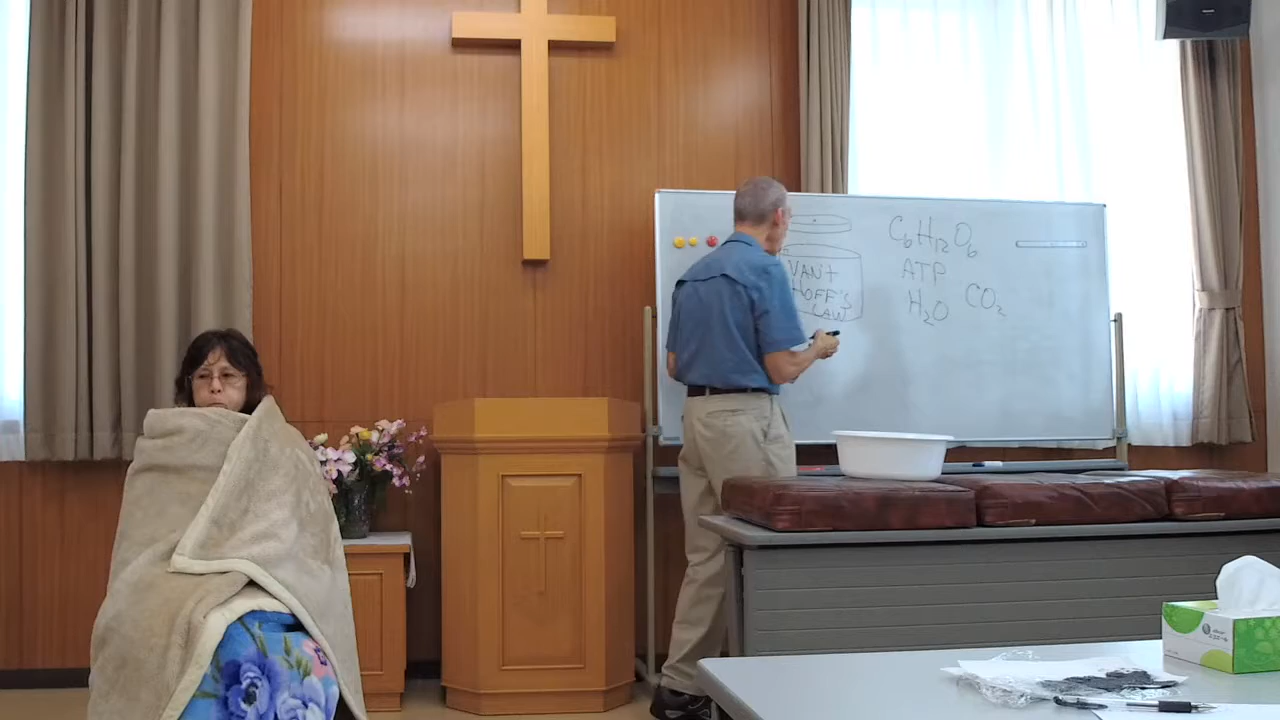 VAN'T
HOFF'S
LAW
C₆H₁₂O₆
ATP
H₂O
CO₂